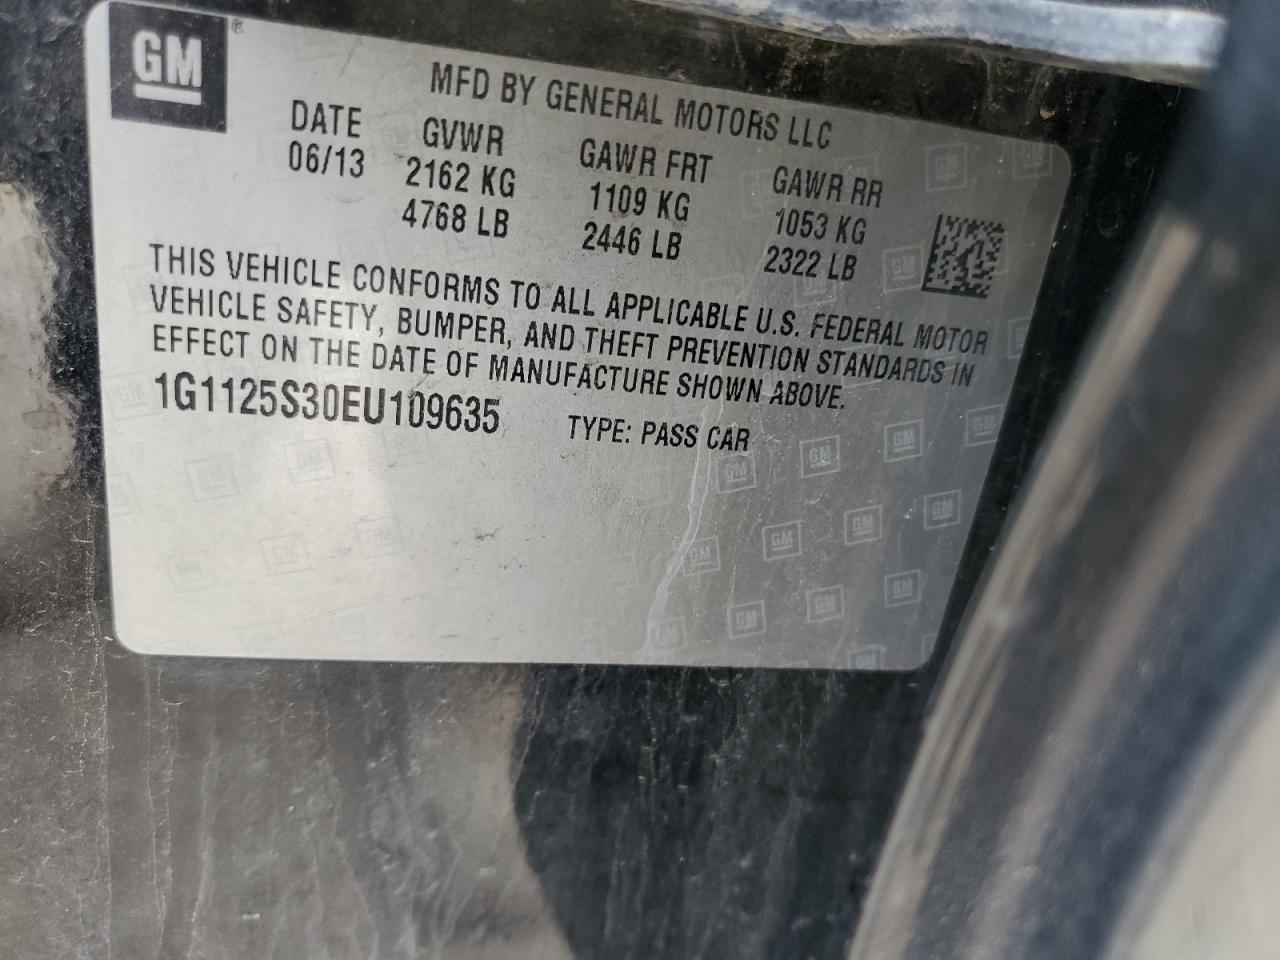 GM ®
MFD BY GENERAL MOTORS LLC
DATE GVWR GAWR FRT GAWR RR
06/13 2162 KG 1109 KG 1053 KG
4768 LB 2446 LB 2322 LB
THIS VEHICLE CONFORMS TO ALL APPLICABLE U.S. FEDERAL MOTOR
VEHICLE SAFETY, BUMPER, AND THEFT PREVENTION STANDARDS IN
EFFECT ON THE DATE OF MANUFACTURE SHOWN ABOVE.
1G1125S30EU109635 TYPE: PASS CAR